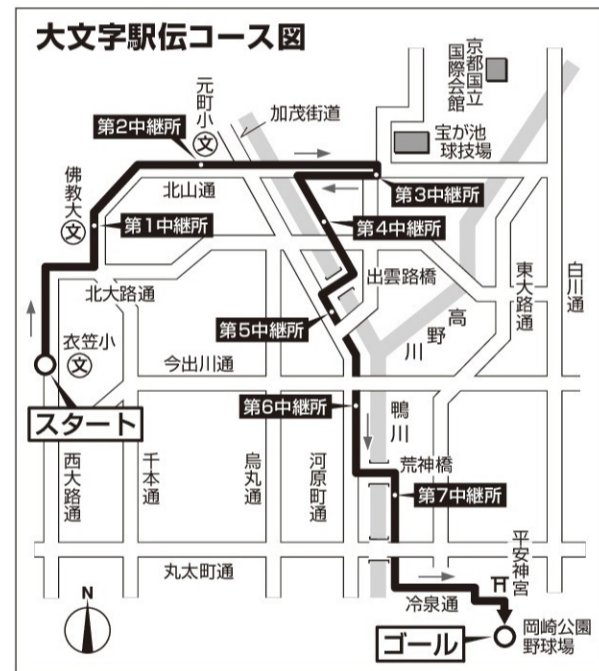 大文字駅伝コース図
京都国立
国際会館
元町小
文
加茂街道
第2中継所
宝が池
球技場
佛教大
文
北山通
第3中継所
第1中継所
第4中継所
出雲路橋
東大路通
白川通
北大路通
高野川
第5中継所
衣笠小
文
今出川通
スタート
第6中継所
鴨川
西大路通
千本通
烏丸通
河原町通
荒神橋
第7中継所
平安神宮
丸太町通
冷泉通
N
ゴール
岡崎公園
野球場